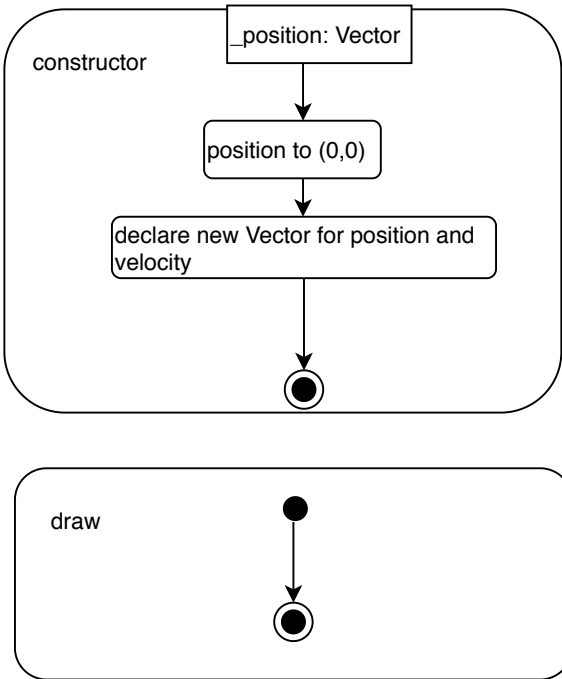 _position: Vector
constructor
position to (0,0)
declare new Vector for position and
velocity
draw